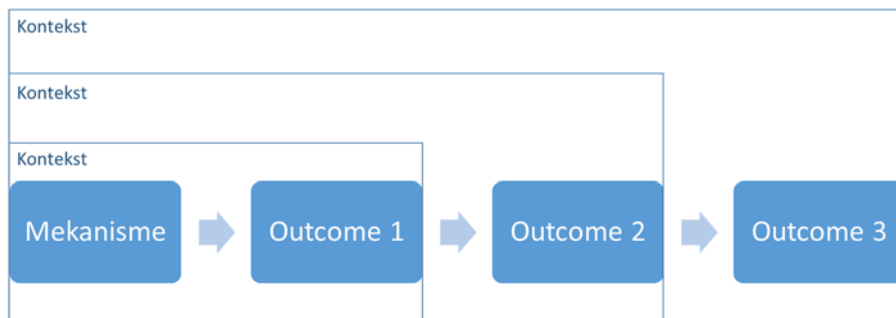 Kontekst
Kontekst
Kontekst
Mekanisme
Outcome 1
Outcome 2
Outcome 3